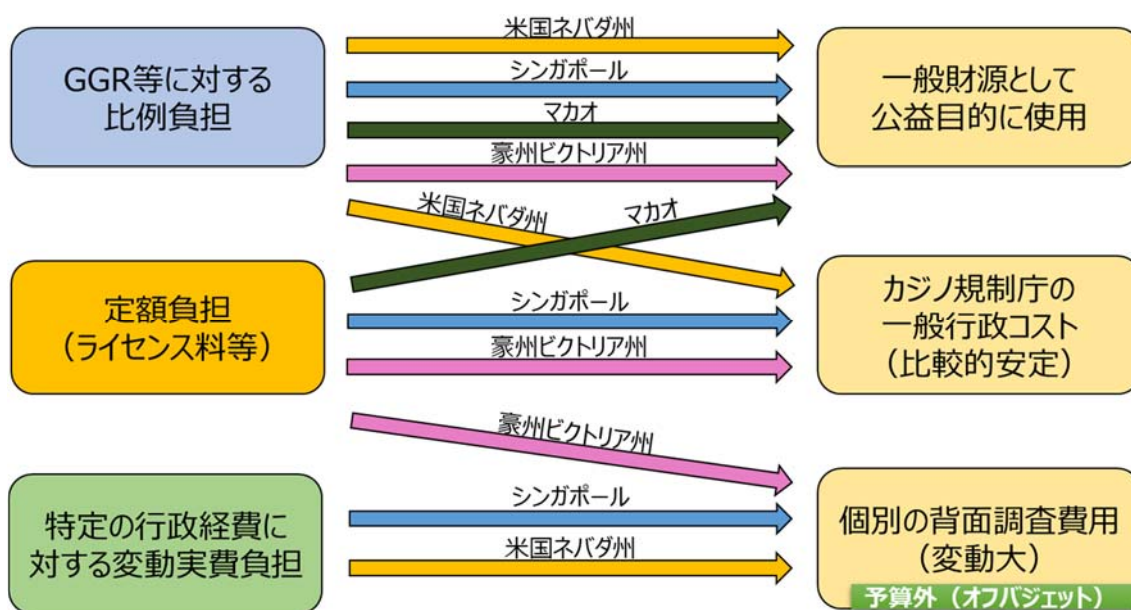 米国ネバダ州
GGR等に対する
比例負担
シンガポール
一般財源として
公益目的に使用
マカオ
豪州ビクトリア州
米国ネバダ州
マカオ
定額負担
(ライセンス料等)
シンガポール
カジノ規制庁の
一般行政コスト
(比較的安定)
豪州ビクトリア州
豪州ビクトリア州
特定の行政経費に
対する変動実費負担
シンガポール
個別の背面調査費用
(変動大)
米国ネバダ州
予算外(オフバジェット)